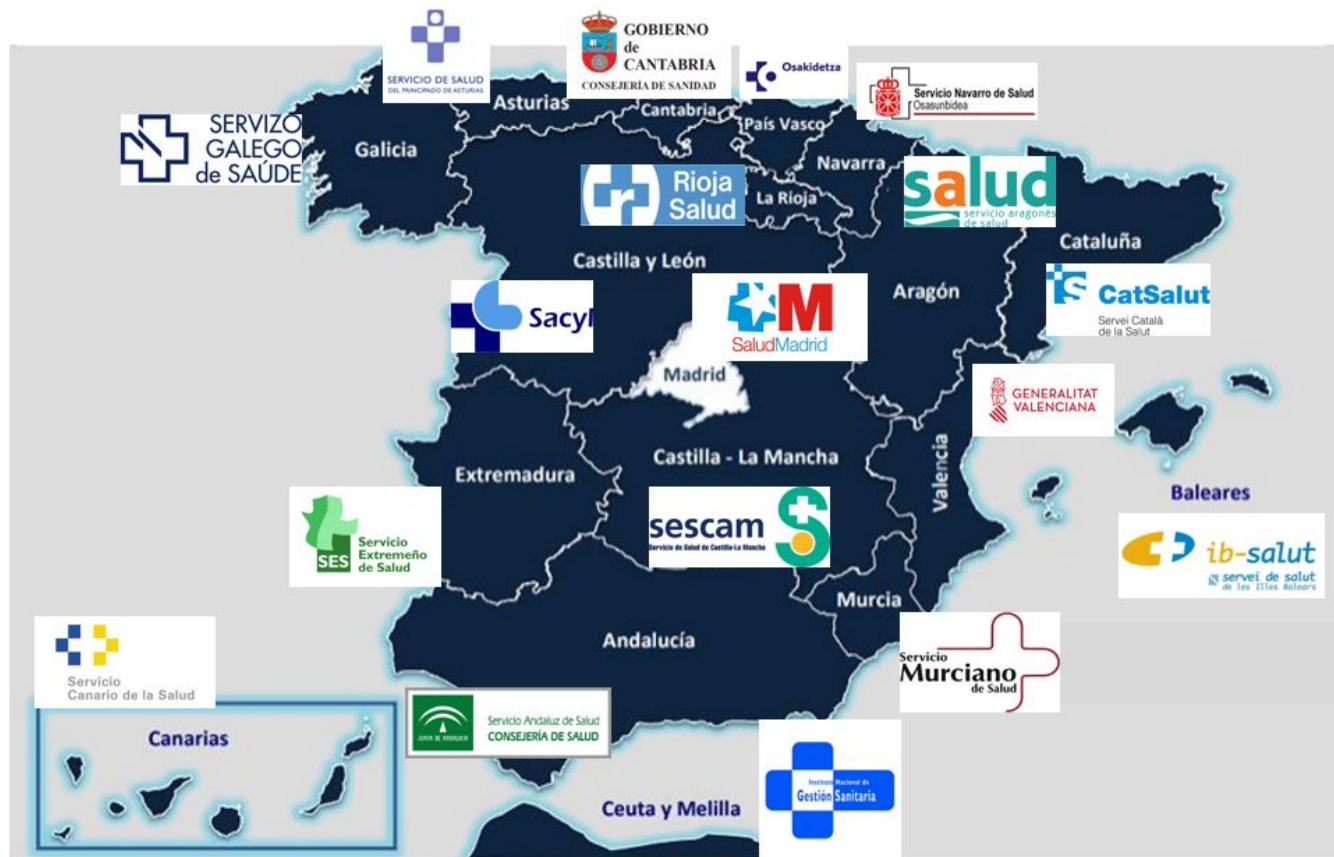 SERVICIO DE SALUD
DEL PRINCIPADO DE ASTURIAS
GOBIERNO
de
CANTABRIA
CONSEJERÍA DE SANIDAD
Osakidetza
Servicio Navarro de Salud
Osasunbidea
SERVIZO
GALEGO
de SAÚDE
Galicia
Asturias
Cantabria
País Vasco
Navarra
Rioja
Salud
La Rioja
salud
servicio aragonés
de salud
Cataluña
Castilla y León
Aragón
CatSalut
Servei Català
de la Salut
Sacyl
M
SaludMadrid
Madrid
GENERALITAT
VALENCIANA
Extremadura
Castilla - La Mancha
Valencia
Baleares
SES
Servicio
Extremeño
de Salud
sescam
Servicio de Salud de Castilla-La Mancha
ib-salut
servei de salut
de les Illes Balears
Murcia
Andalucía
Servicio
Murciano
de Salud
Servicio
Canario de la Salud
Canarias
JUNTA DE ANDALUCIA
Servicio Andaluz de Salud
CONSEJERÍA DE SALUD
Ceuta y Melilla
Instituto Nacional de
Gestión Sanitaria